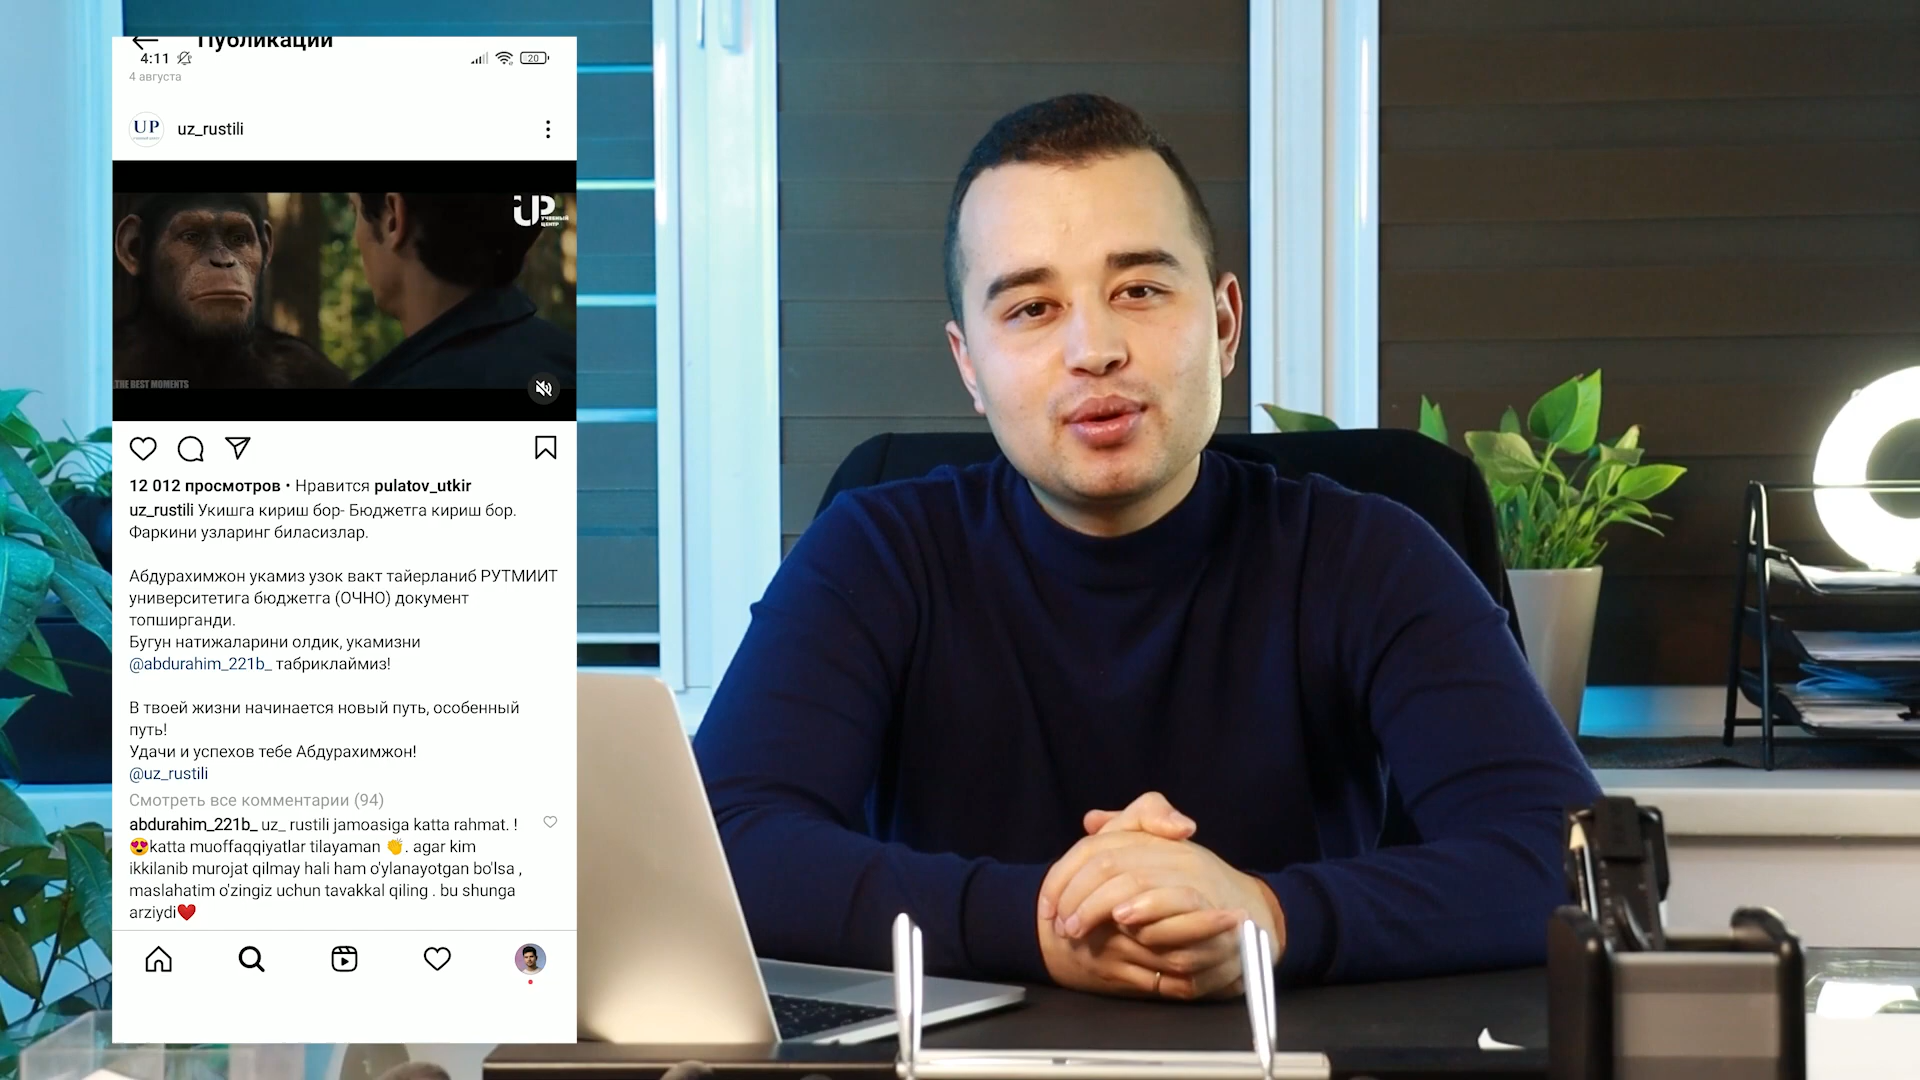 Публикации
4:11
20
4 августа
UP
uz_rustili
UP
УЧЕБНЫЙ
ЦЕНТР
THE BEST MOMENTS
12 012 просмотров • Нравится pulatov_utkir
uz_rustili Укишга кириш бор- Бюджетга кириш бор.
Фаркини узларинг биласизлар.
Абдурахимжон укамиз узок вакт тайерланиб РУТМИИТ
университетига бюджетга (ОЧНО) документ
топширганди.
Бугун натижаларини олдик, укамизни
@abdurahim_221b_ табриклаймиз!
В твоей жизни начинается новый путь, особенный
путь!
Удачи и успехов тебе Абдурахимжон!
@uz_rustili
Смотреть все комментарии (94)
abdurahim_221b_ uz_ rustili jamoasiga katta rahmat. !
😍katta muoffaqqiyatlar tilayaman 👏. agar kim
ikkilanib murojat qilmay hali ham o'ylanayotgan bo'lsa ,
maslahatim o'zingiz uchun tavakkal qiling . bu shunga
arziydi❤️